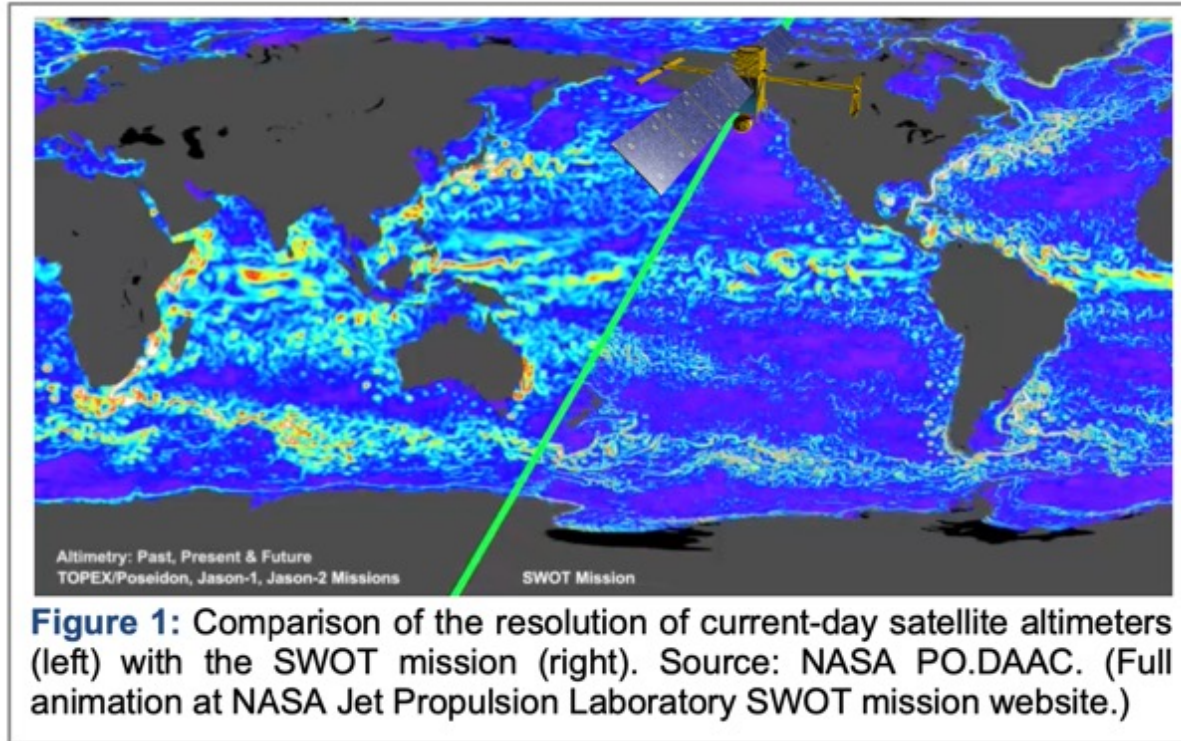 Altimetry: Past, Present & Future
TOPEX/Poseidon, Jason-1, Jason-2 Missions
SWOT Mission
Figure 1: Comparison of the resolution of current-day satellite altimeters
(left) with the SWOT mission (right). Source: NASA PO.DAAC. (Full
animation at NASA Jet Propulsion Laboratory SWOT mission website.)